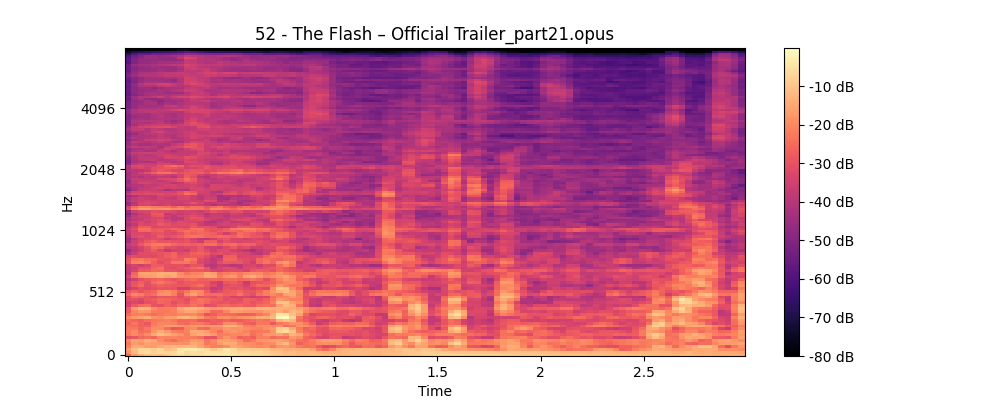 52 - The Flash – Official Trailer_part21.opus
Hz
4096
2048
1024
512
0
0
0.5
1
1.5
2
2.5
Time
-10 dB
-20 dB
-30 dB
-40 dB
-50 dB
-60 dB
-70 dB
-80 dB